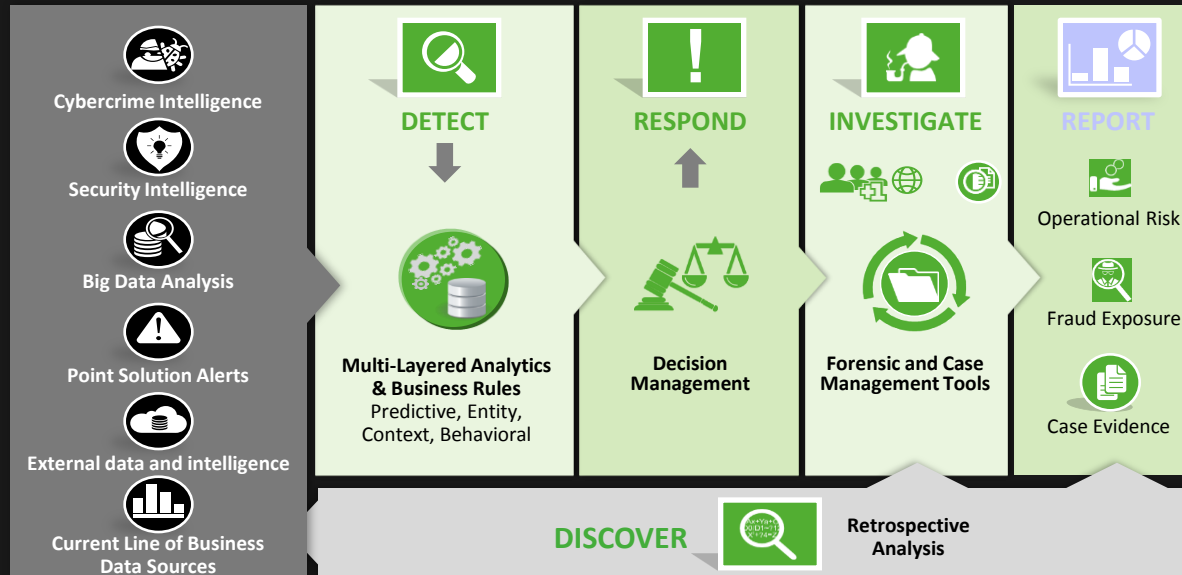 Cybercrime Intelligence
Security Intelligence
Big Data Analysis
Point Solution Alerts
External data and intelligence
Current Line of Business
Data Sources
DETECT
Multi-Layered Analytics
& Business Rules
Predictive, Entity,
Context, Behavioral
RESPOND
Decision
Management
INVESTIGATE
Forensic and Case
Management Tools
REPORT
Operational Risk
Fraud Exposure
Case Evidence
DISCOVER
Retrospective
Analysis